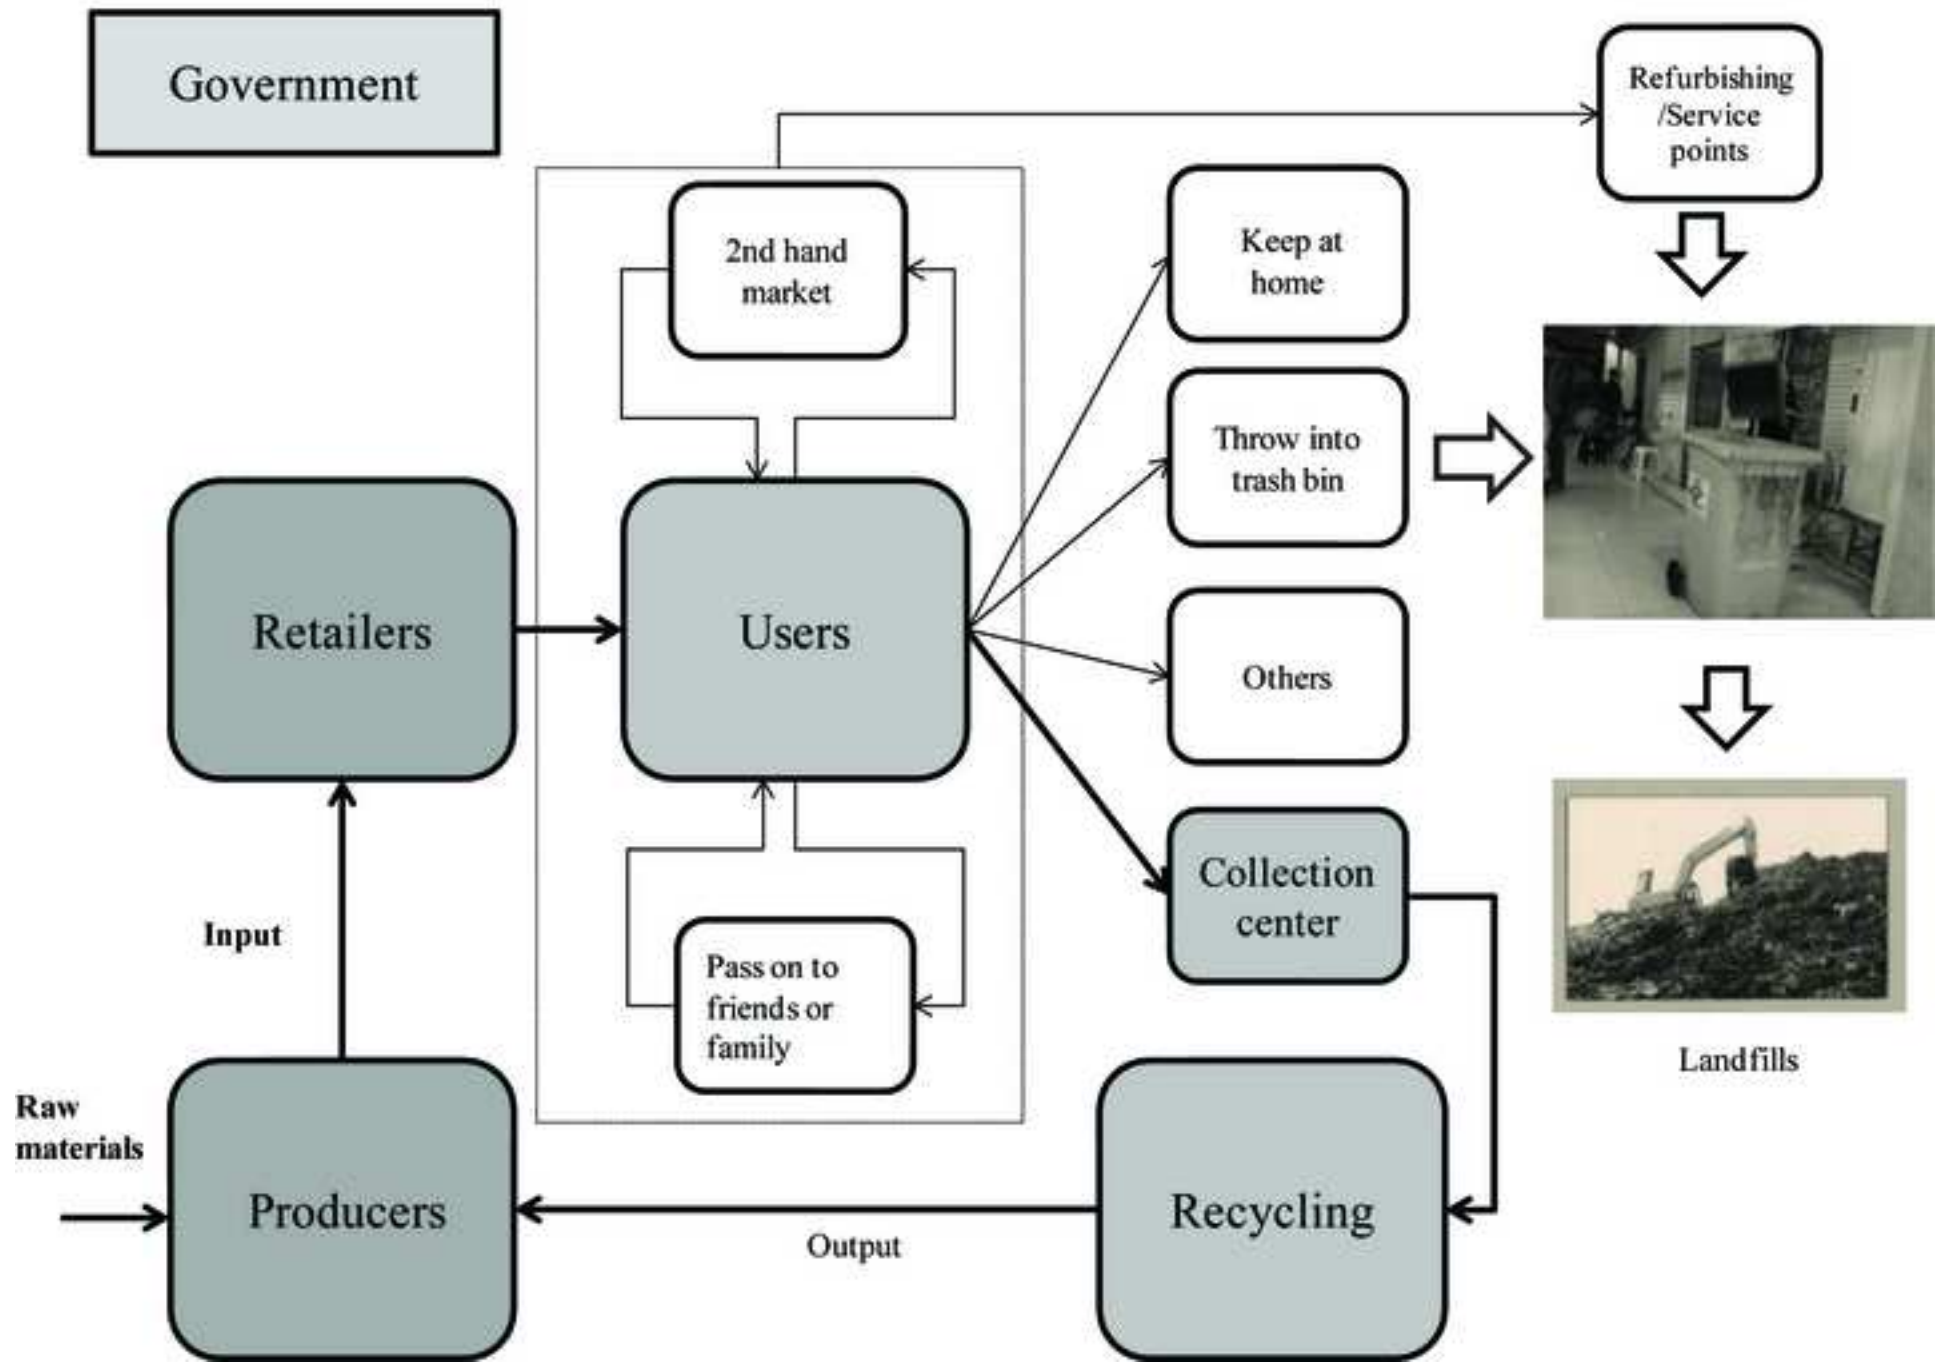 Government
Refurbishing
/Service
points
2nd hand
market
Keep at
home
Throw into
trash bin
Retailers
Users
Others
Collection
center
Input
Pass on to
friends or
family
Landfills
Raw
materials
Producers
Recycling
Output